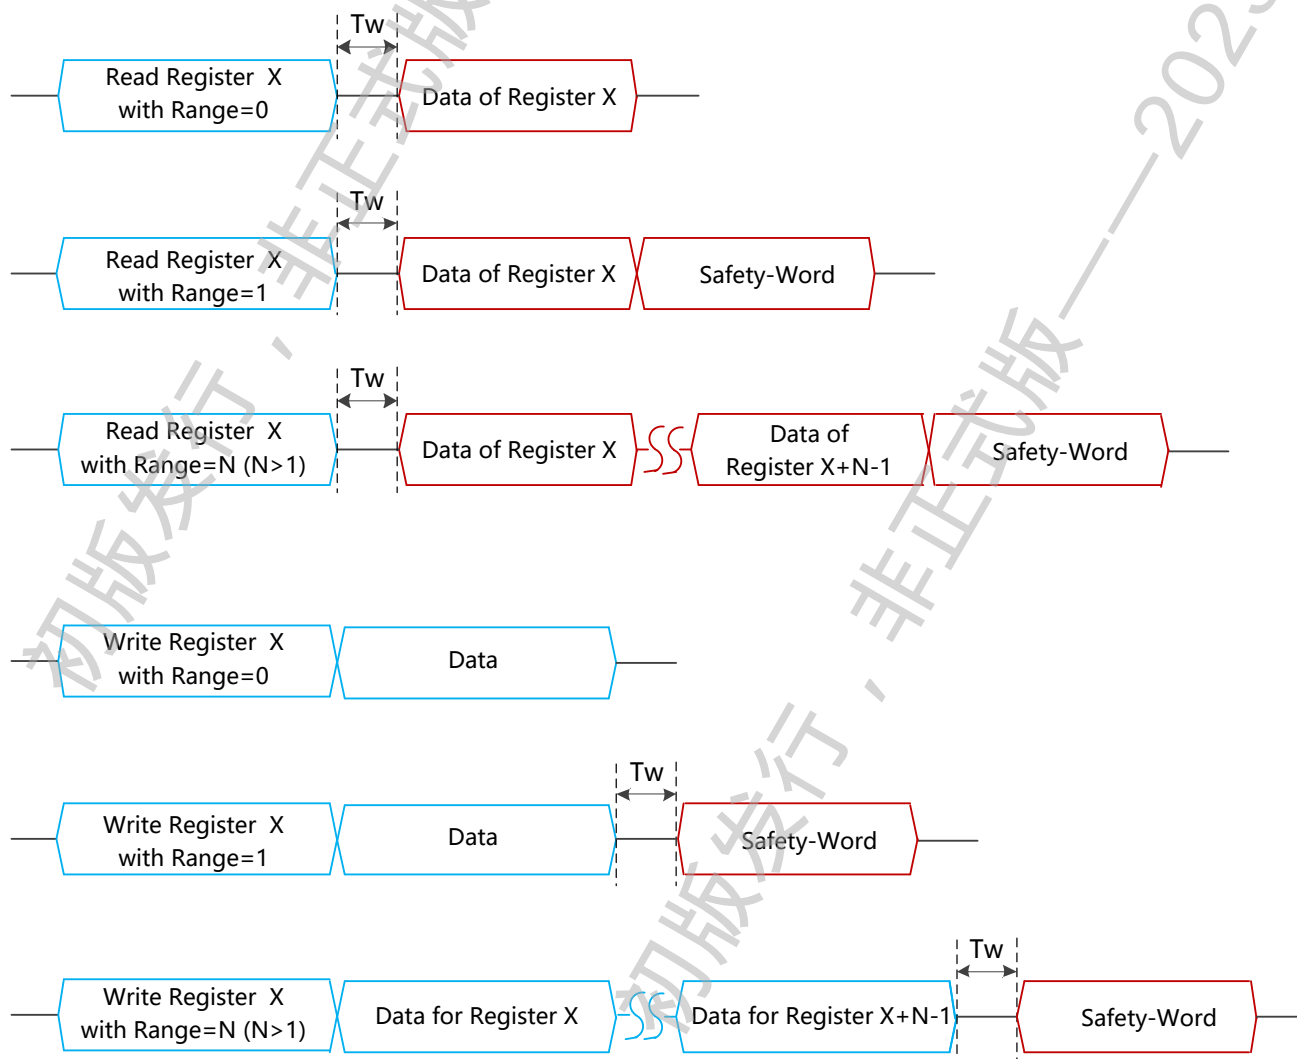 Tw
Read Register X
with Range=0
Data of Register X
Tw
Read Register X
with Range=1
Data of Register X
Safety-Word
Tw
Read Register X
with Range=N (N>1)
Data of Register X
Data of
Register X+N-1
Safety-Word
Write Register X
with Range=0
Data
Tw
Write Register X
with Range=1
Data
Safety-Word
Tw
Write Register X
with Range=N (N>1)
Data for Register X
Data for Register X+N-1
Safety-Word
初版发行，非正式版
初版发行，非正式版——202